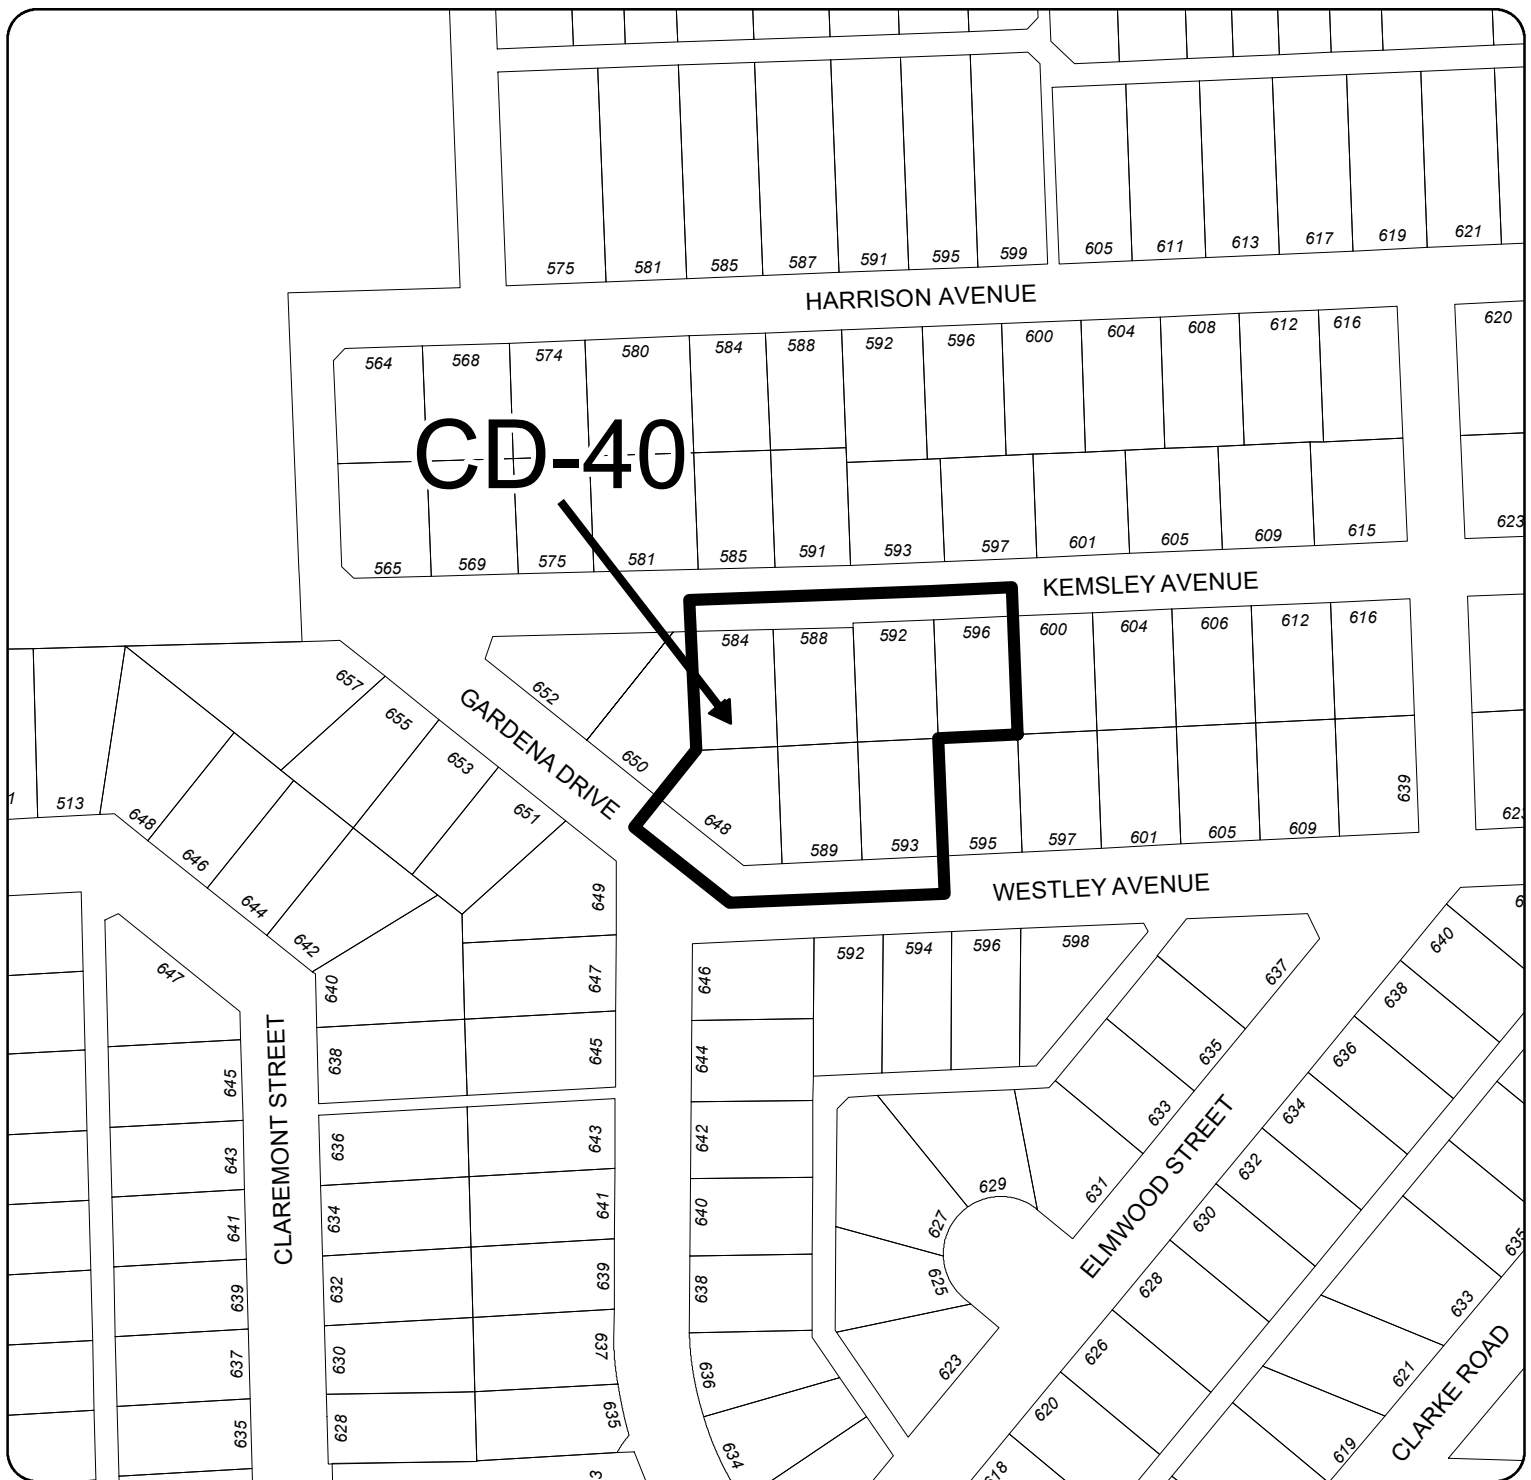 575 581 585 587 591 595 599 605 611 613 617 619 621
HARRISON AVENUE
564 568 574 580 584 588 592 596 600 604 608 612 616 620
CD-40
565 569 575 581 585 591 593 597 601 605 609 615 623
KEMSLEY AVENUE
584 588 592 596 600 604 606 612 616
652 650 648
GARDENA DRIVE
657 655 653 651
513
648 646 644 642
589 593 595 597 601 605 609 639
WESTLEY AVENUE
592 594 596 598
649 647 645 643 641 639 637 635
646 644 642 640 638 636 634
647 645 643 641 639 637 635
CLAREMONT STREET
640 638 636 634 632 630 628
637 635 633 631 629 627 625 623
ELMWOOD STREET
640 638 636 634 632 630 628 626 620
635 633 621 619
CLARKE ROAD